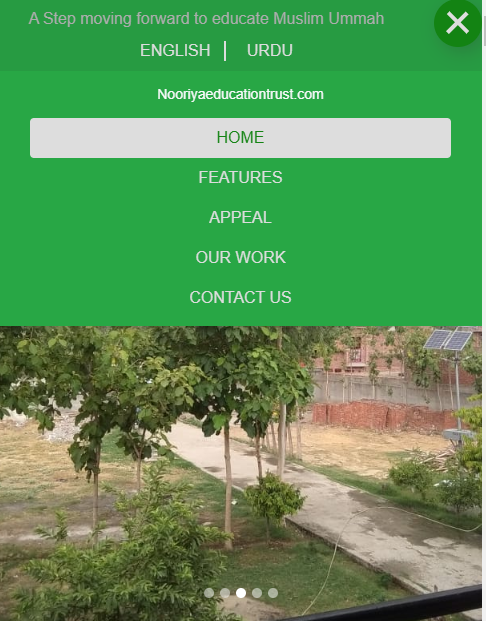 A Step moving forward to educate Muslim Ummah
ENGLISH | URDU
Nooriyaeducationtrust.com
HOME
FEATURES
APPEAL
OUR WORK
CONTACT US